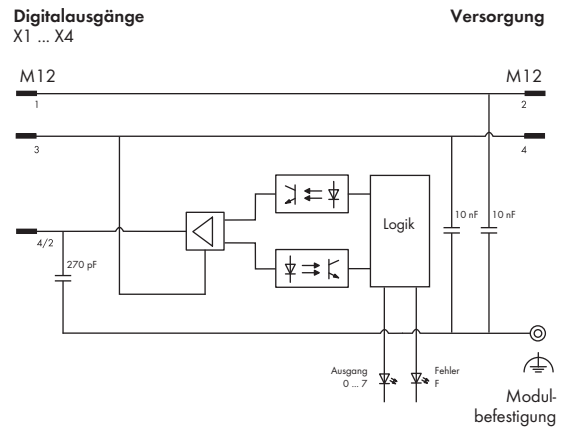 Digitalausgänge
Versorgung
X1 ... X4
M12
M12
1
2
3
4
4/2
270 pF
Logik
10 nF
10 nF
Ausgang
0 ... 7
Fehler
F
Modul-
befestigung